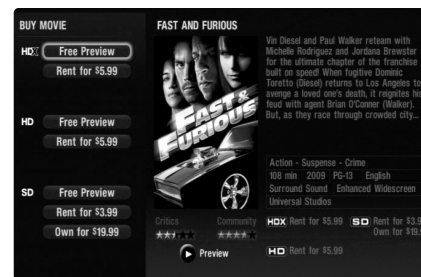 BUY MOVIE
HDX Free Preview
Rent for $5.99
HD Free Preview
Rent for $5.99
SD Free Preview
Rent for $3.99
Own for $19.99
FAST AND FURIOUS
FAST &
FURIOUS
Critics
Community
Preview
Vin Diesel and Paul Walker reteam with
Michelle Rodriguez and Jordana Brewster
for the ultimate chapter of the franchise
built on speed! When fugitive Dominic
Toretto (Diesel) returns to Los Angeles to
avenge a loved one's death, it reignites his
feud with agent Brian O'Conner (Walker).
But, as they race through crowded city...
Action - Suspense - Crime
108 min 2009 PG-13 English
Surround Sound Enhanced Widescreen
Universal Studios
HDX Rent for $5.99 SD Rent for $3.9
Own for $19.9
HD Rent for $5.99